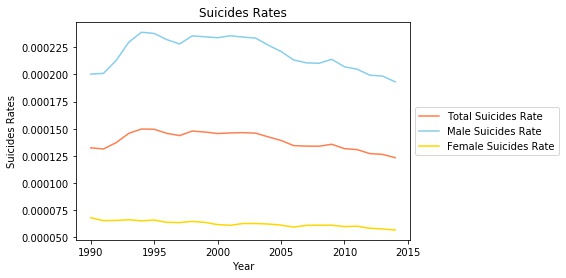 Suicides Rates
Suicides Rates
0.000225
0.000200
0.000175
0.000150
0.000125
0.000100
0.000075
0.000050
1990
1995
2000
2005
2010
2015
Year
Total Suicides Rate
Male Suicides Rate
Female Suicides Rate